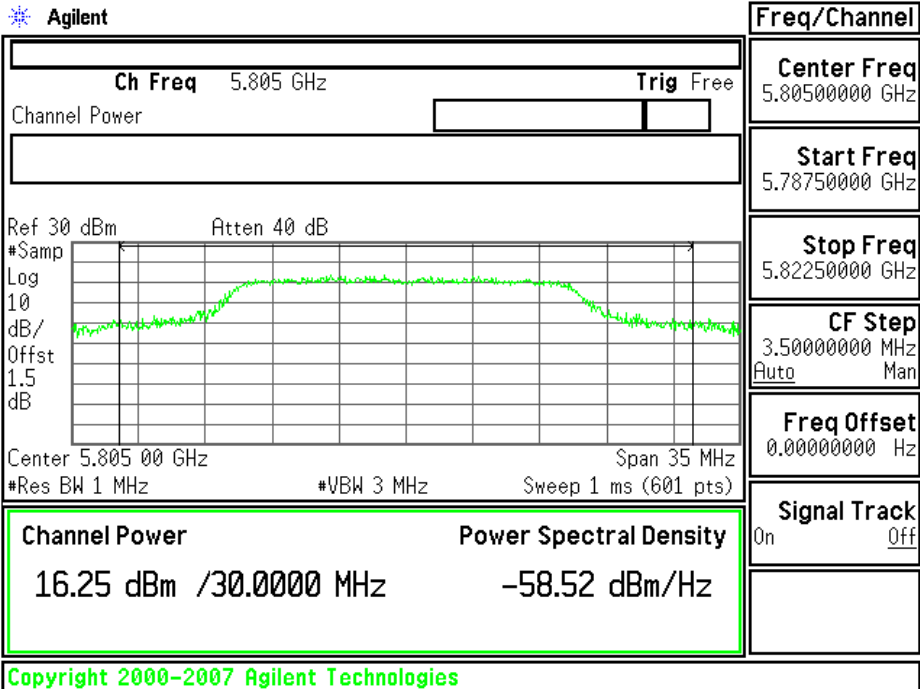 Agilent
Freq/Channel
Ch Freq 5.805 GHz Trig Free
Channel Power
Center Freq
5.80500000 GHz
Start Freq
5.78750000 GHz
Stop Freq
5.82250000 GHz
CF Step
3.50000000 MHz
Auto Man
Freq Offset
0.00000000 Hz
Signal Track
On Off
Ref 30 dBm Atten 40 dB
#Samp
Log
10
dB/
Offst
1.5
dB
Center 5.805 00 GHz Span 35 MHz
#Res BW 1 MHz #VBW 3 MHz Sweep 1 ms (601 pts)
Channel Power Power Spectral Density
16.25 dBm /30.0000 MHz -58.52 dBm/Hz
Copyright 2000-2007 Agilent Technologies